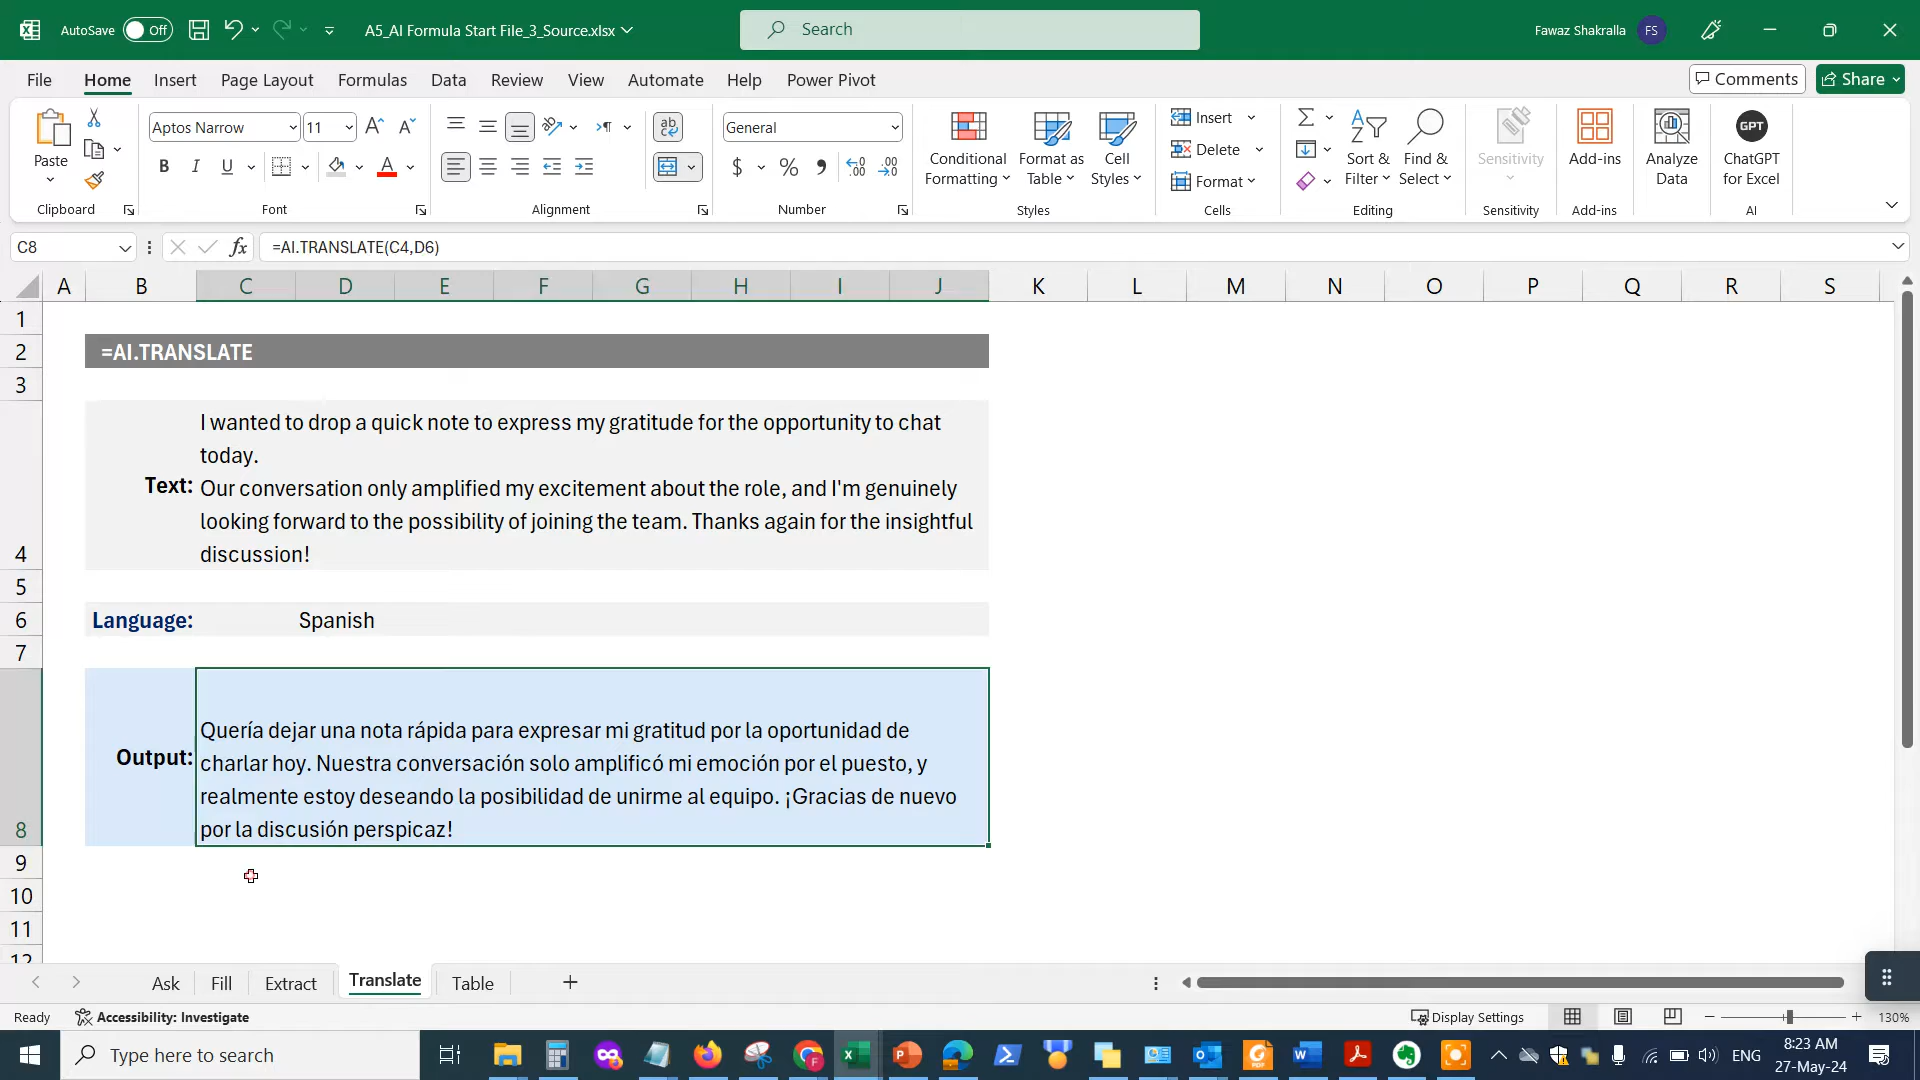 AutoSave Off A5_AI Formula Start File_3_Source.xlsx Search Fawaz Shakralla FS
File Home Insert Page Layout Formulas Data Review View Automate Help Power Pivot Comments Share
Paste
Clipboard
Aptos Narrow 11
B I U
Font
ab
Alignment
General
$ % 9
Number
Conditional Formatting
Format as Table
Cell Styles
Styles
Insert
Delete
Format
Cells
Sort & Filter
Find & Select
Editing
Sensitivity
Sensitivity
Add-ins
Add-ins
Analyze Data
GPT
ChatGPT for Excel
AI
C8 fx =AI.TRANSLATE(C4,D6)
A B C D E F G H I J K L M N O P Q R S
1
2 =AI.TRANSLATE
3
4 Text: I wanted to drop a quick note to express my gratitude for the opportunity to chat
today.
Our conversation only amplified my excitement about the role, and I'm genuinely
looking forward to the possibility of joining the team. Thanks again for the insightful
discussion!
5
6 Language: Spanish
7
8 Output: Quería dejar una nota rápida para expresar mi gratitud por la oportunidad de
charlar hoy. Nuestra conversación solo amplificó mi emoción por el puesto, y
realmente estoy deseando la posibilidad de unirme al equipo. ¡Gracias de nuevo
por la discusión perspicaz!
9
10
11
12
Ask Fill Extract Translate Table
Ready Accessibility: Investigate Display Settings 130%
Type here to search ENG 8:23 AM
27-May-24